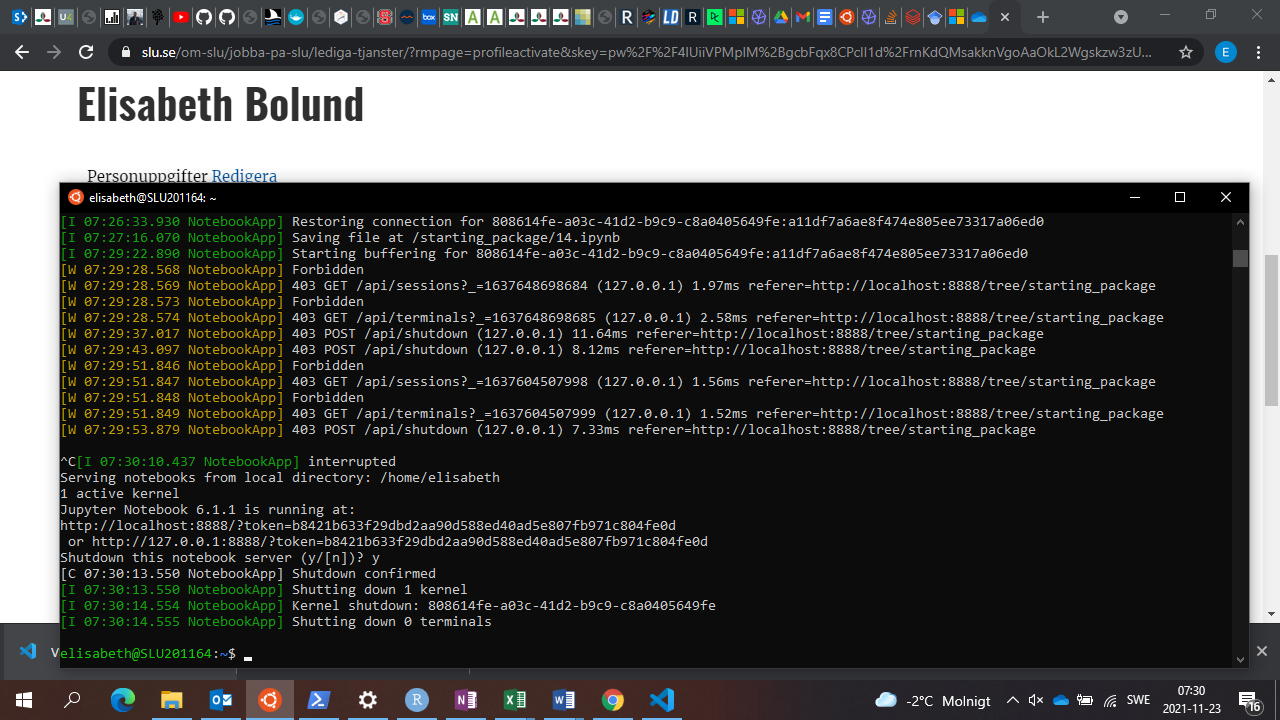 slu.se/om-slu/jobba-pa-slu/lediga-tjanster/?rmpage=profileactivate&skey=pw%2F%2F4IUiiVPMpIM%2BgcbFqx8CPclI1d%2FrnKdQMsakknVgoAaOkL2Wgskzw3zU...
E
Elisabeth Bolund
Personuppgifter Redigera
elisabeth@SLU201164: ~
[I 07:26:33.930 NotebookApp] Restoring connection for 808614fe-a03c-41d2-b9c9-c8a0405649fe:a11df7a6ae8f474e805ee73317a06ed0
[I 07:27:16.070 NotebookApp] Saving file at /starting_package/14.ipynb
[I 07:29:22.890 NotebookApp] Starting buffering for 808614fe-a03c-41d2-b9c9-c8a0405649fe:a11df7a6ae8f474e805ee73317a06ed0
[W 07:29:28.568 NotebookApp] Forbidden
[W 07:29:28.569 NotebookApp] 403 GET /api/sessions?_=1637648698684 (127.0.0.1) 1.97ms referer=http://localhost:8888/tree/starting_package
[W 07:29:28.573 NotebookApp] Forbidden
[W 07:29:28.574 NotebookApp] 403 GET /api/terminals?_=1637648698685 (127.0.0.1) 2.58ms referer=http://localhost:8888/tree/starting_package
[W 07:29:37.017 NotebookApp] 403 POST /api/shutdown (127.0.0.1) 11.64ms referer=http://localhost:8888/tree/starting_package
[W 07:29:43.097 NotebookApp] 403 POST /api/shutdown (127.0.0.1) 8.12ms referer=http://localhost:8888/tree/starting_package
[W 07:29:51.846 NotebookApp] Forbidden
[W 07:29:51.847 NotebookApp] 403 GET /api/sessions?_=1637604507998 (127.0.0.1) 1.56ms referer=http://localhost:8888/tree/starting_package
[W 07:29:51.848 NotebookApp] Forbidden
[W 07:29:51.849 NotebookApp] 403 GET /api/terminals?_=1637604507999 (127.0.0.1) 1.52ms referer=http://localhost:8888/tree/starting_package
[W 07:29:53.879 NotebookApp] 403 POST /api/shutdown (127.0.0.1) 7.33ms referer=http://localhost:8888/tree/starting_package
^C[I 07:30:10.437 NotebookApp] interrupted
Serving notebooks from local directory: /home/elisabeth
1 active kernel
Jupyter Notebook 6.1.1 is running at:
http://localhost:8888/?token=b8421b633f29dbd2aa90d588ed40ad5e807fb971c804fe0d
or http://127.0.0.1:8888/?token=b8421b633f29dbd2aa90d588ed40ad5e807fb971c804fe0d
Shutdown this notebook server (y/[n])? y
[C 07:30:13.550 NotebookApp] Shutdown confirmed
[I 07:30:13.550 NotebookApp] Shutting down 1 kernel
[I 07:30:14.554 NotebookApp] Kernel shutdown: 808614fe-a03c-41d2-b9c9-c8a0405649fe
[I 07:30:14.555 NotebookApp] Shutting down 0 terminals
elisabeth@SLU201164:~$
-2°C Molnigt
SWE
07:30
2021-11-23
16